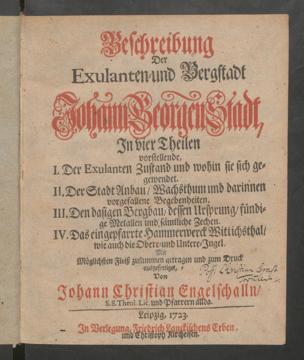 Beschreibung
Der
Exulanten- und Bergstadt
Johann Georgen Stadt,
In vier Theilen
vorstellende,
I. Der Exulanten Zustand und wohin sie sich ge-
gewendet.
II. Der Stadt Anbau/ Wachsthum und darinnen
vorgefallene Begebenheiten.
III. Den dasigen Bergbau/ dessen Ursprung/ fündi-
ge Metallen und sämtliche Zechen.
IV. Das eingepfarrte Hammerwerck Wittichsthal/
wie auch die Obere- und Untere-Jugel.
Mit
Möglichsten Fleiß zusammen getragen und zum Druck
ausgefertiget,
Von
Johann Christian Engelschalln/
S.S. Theol. Lic. und Pfarrern allda.
Leipzig, 1723.
In Verlegung, Friedrich Lanckischens Erben,
und Christoph Kircheisen.